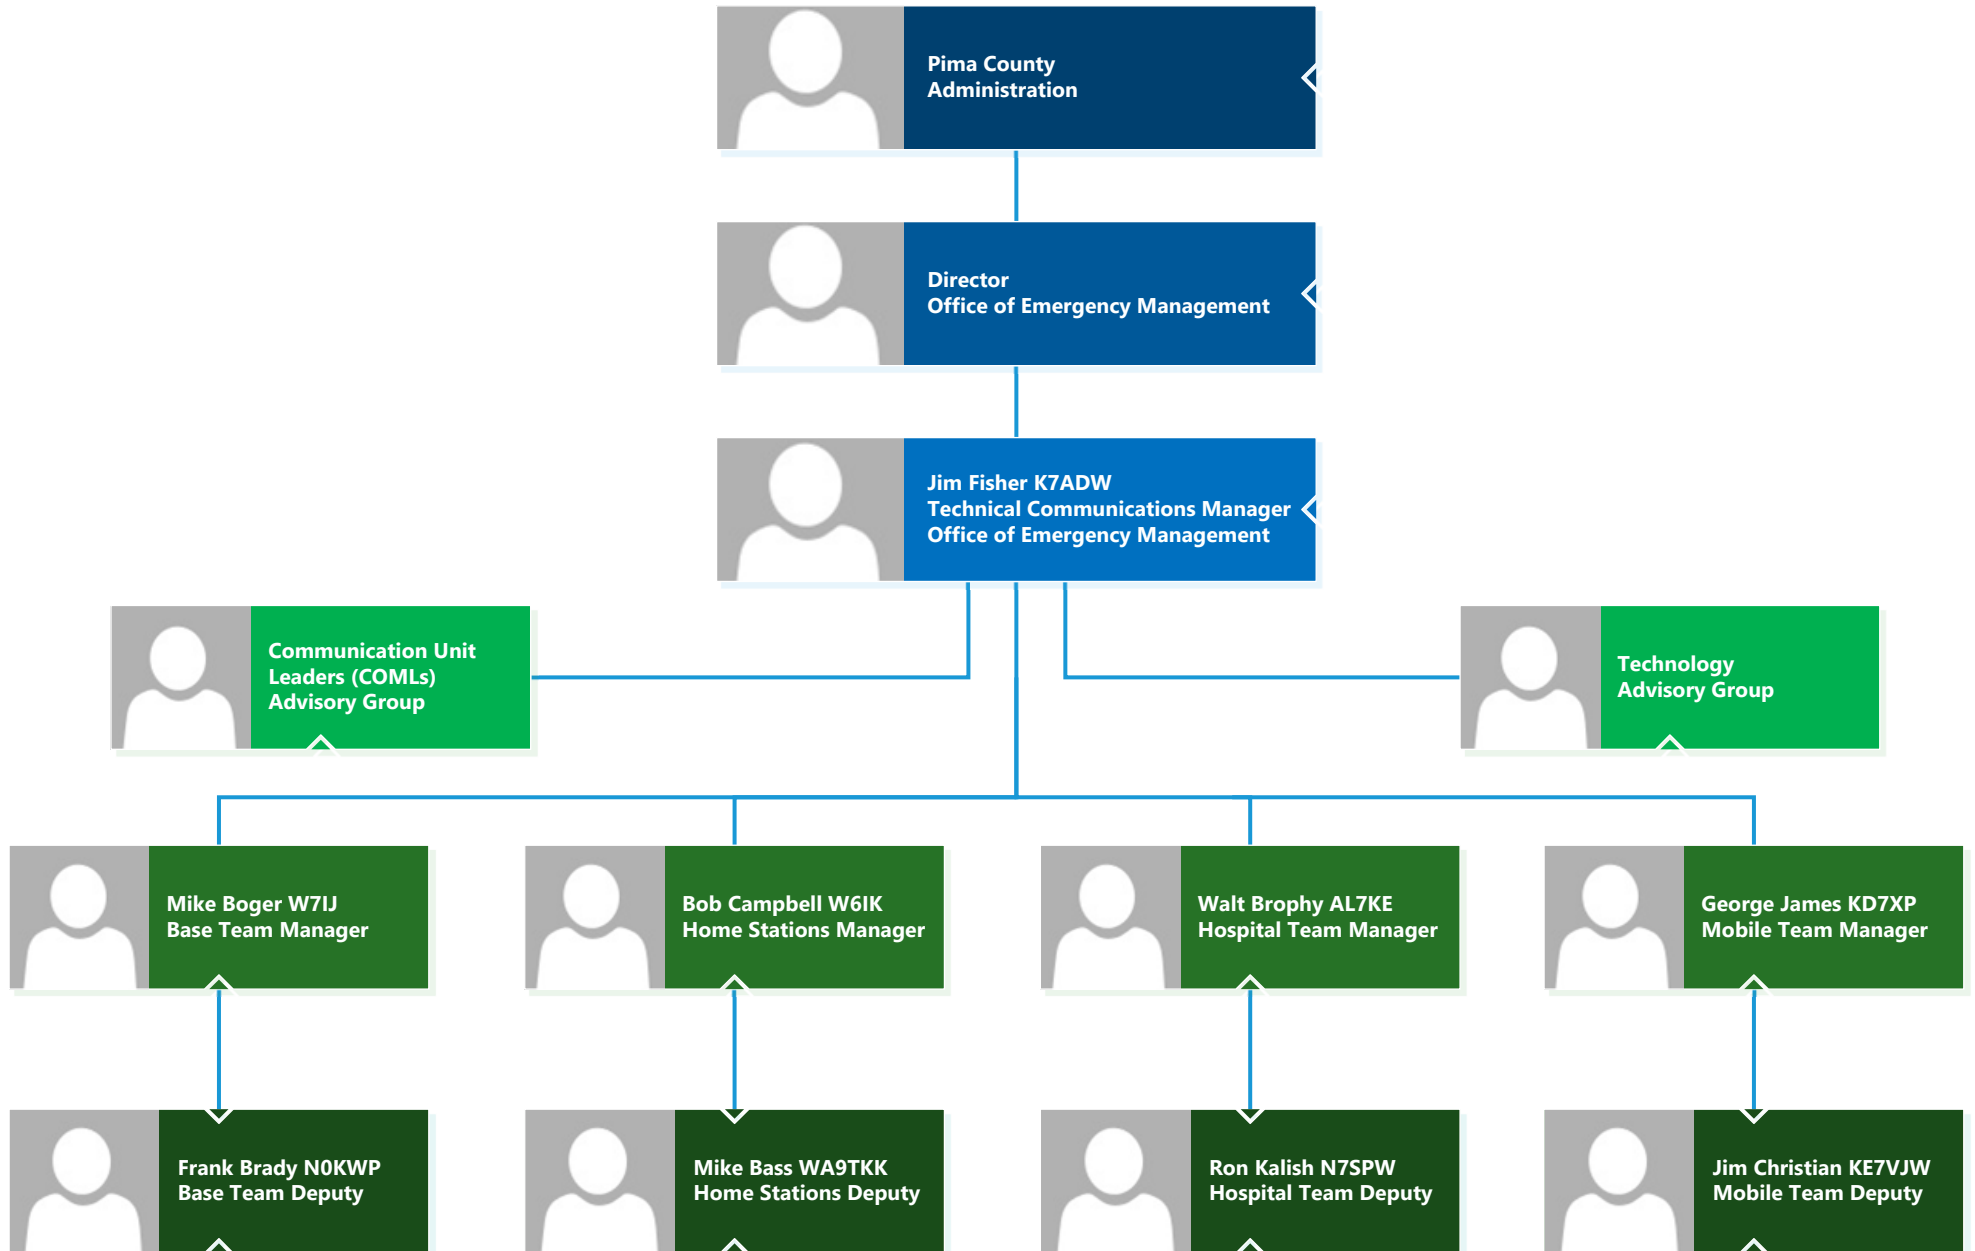 Pima County
Administration
Director
Office of Emergency Management
Jim Fisher K7ADW
Technical Communications Manager
Office of Emergency Management
Communication Unit
Leaders (COMLs)
Advisory Group
Technology
Advisory Group
Mike Boger W7IJ
Base Team Manager
Bob Campbell W6IK
Home Stations Manager
Walt Brophy AL7KE
Hospital Team Manager
George James KD7XP
Mobile Team Manager
Frank Brady N0KWP
Base Team Deputy
Mike Bass WA9TKK
Home Stations Deputy
Ron Kalish N7SPW
Hospital Team Deputy
Jim Christian KE7VJW
Mobile Team Deputy